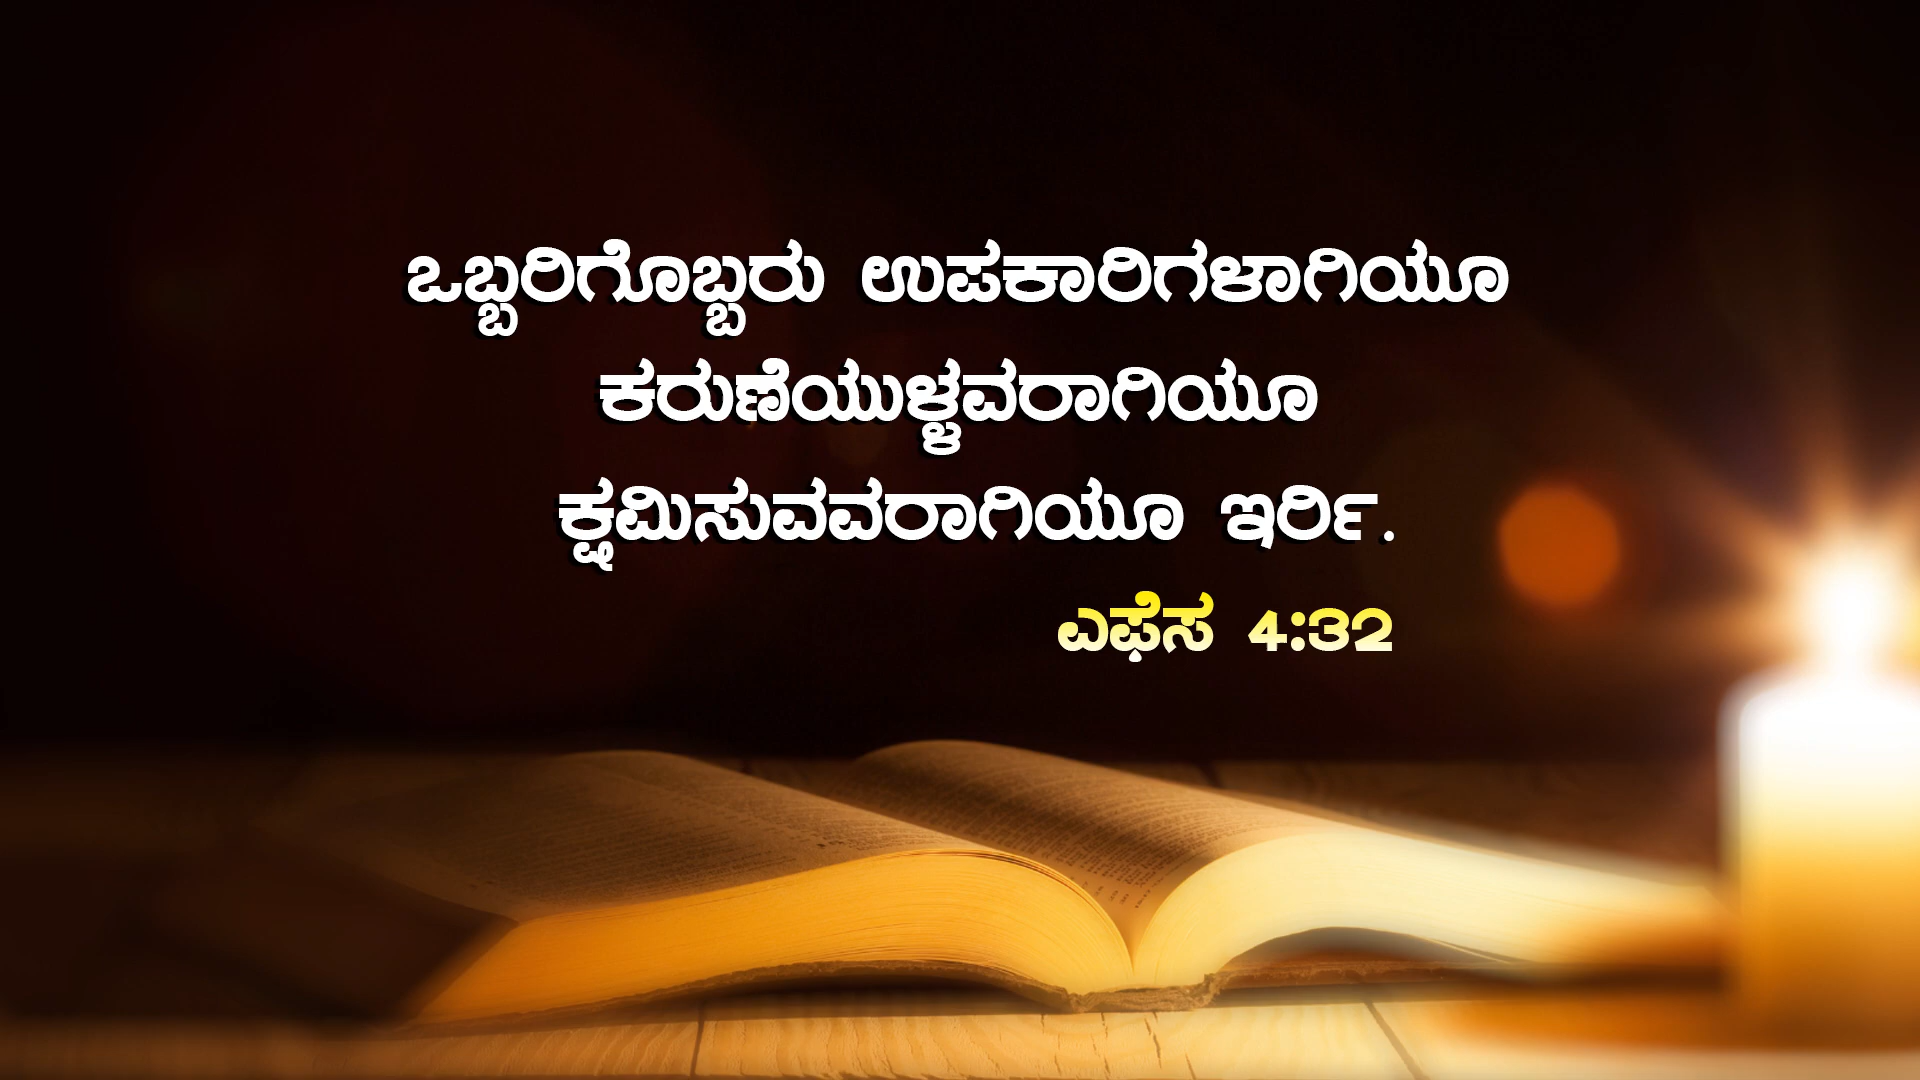 ಒಬ್ಬರಿಗೊಬ್ಬರು ಉಪಕಾರಿಗಳಾಗಿಯೂ
ಕರುಣೆಯುಳ್ಳವರಾಗಿಯೂ
ಕ್ಷಮಿಸುವವರಾಗಿಯೂ ಇರ್ರಿ.
ಎಫೆಸ 4:32